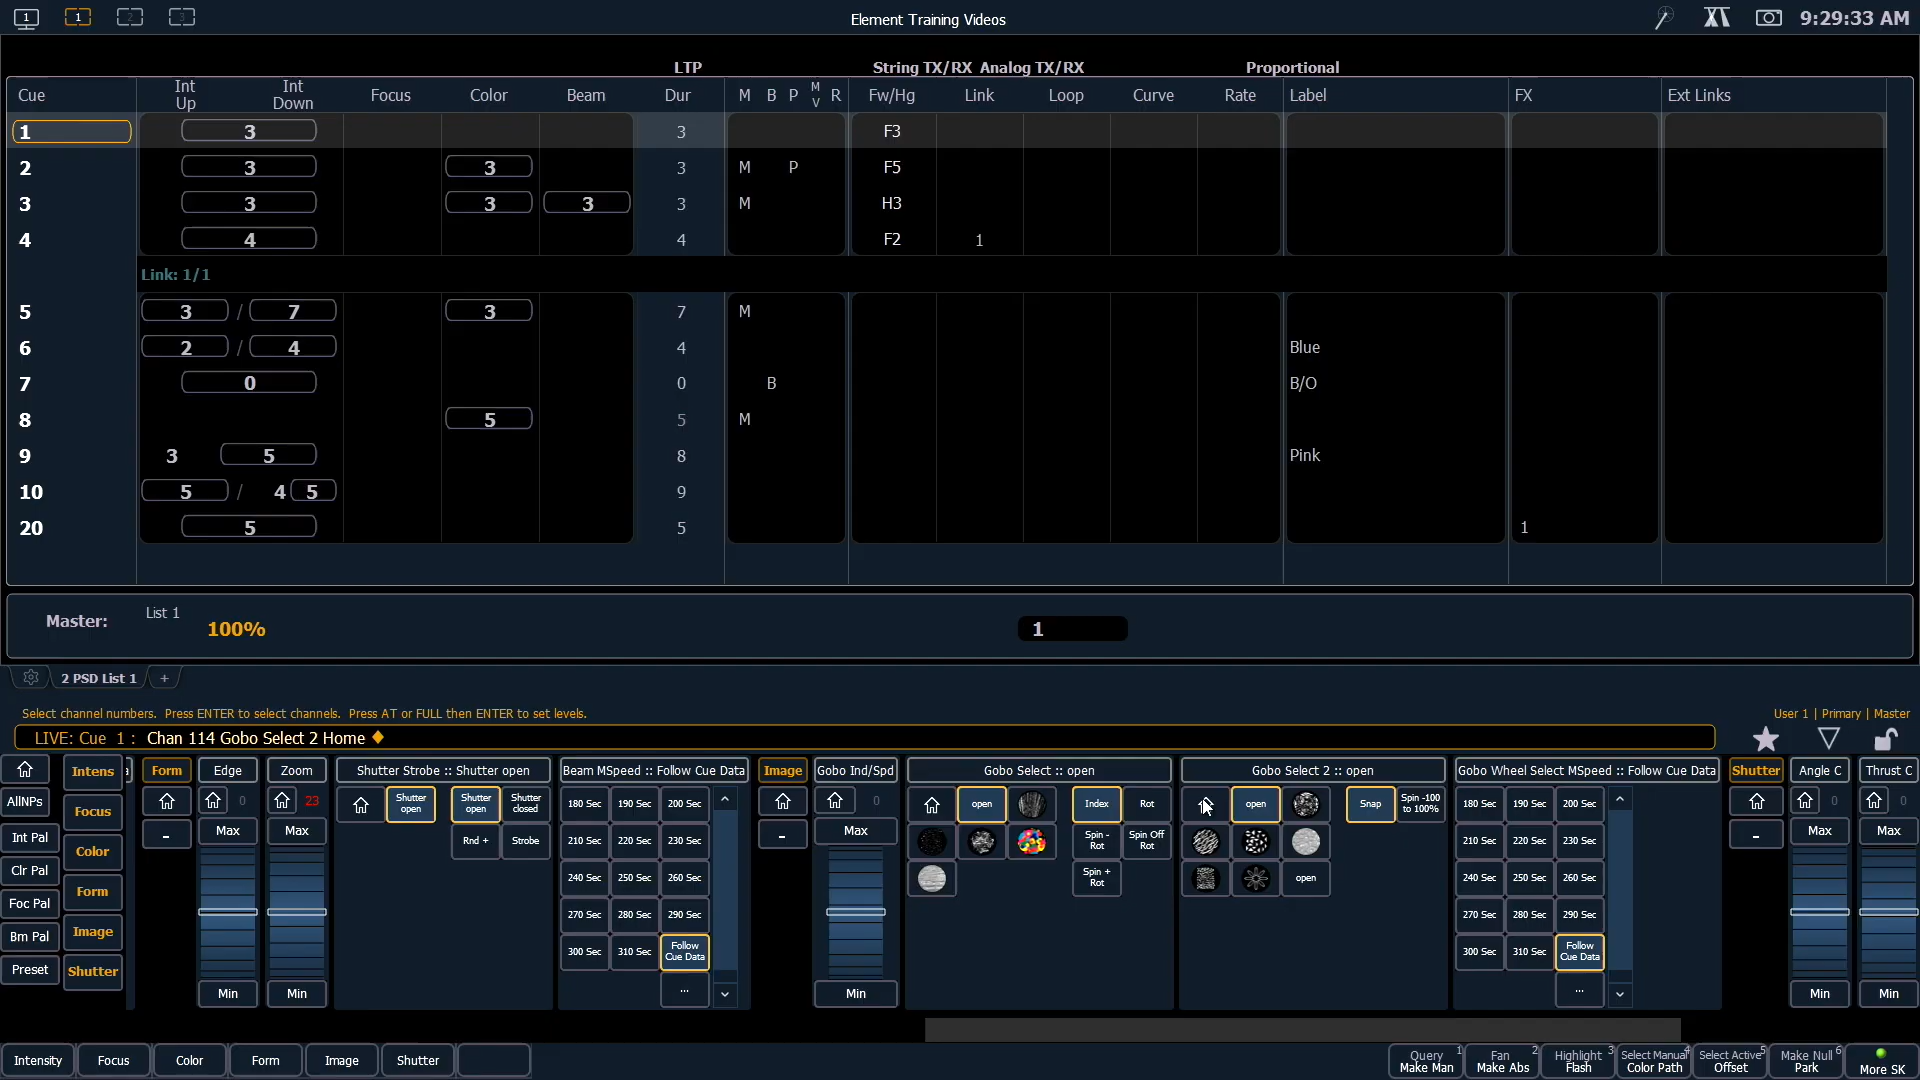 1 1 2 3 Element Training Videos 9:29:33 AM
LTP String TX/RX Analog TX/RX Proportional
Cue Int Up Int Down Focus Color Beam Dur M B P M V R Fw/Hg Link Loop Curve Rate Label FX Ext Links
1 3 3 F3
2 3 3 3 M P F5
3 3 3 3 3 M H3
4 4 4 F2 1
Link: 1/1
5 3 / 7 3 7 M
6 2 / 4 4 Blue
7 0 0 B B/O
8 5 5 M
9 3 5 8 Pink
10 5 / 4 5 9
20 5 5 1
Master: List 1 100% 1
2 PSD List 1 +
Select channel numbers. Press ENTER to select channels. Press AT or FULL then ENTER to set levels. User 1 | Primary | Master
LIVE: Cue 1 : Chan 114 Gobo Select 2 Home
Intens Form Edge Zoom Shutter Strobe :: Shutter open Beam MSpeed :: Follow Cue Data Image Gobo Ind/Spd Gobo Select :: open Gobo Select 2 :: open Gobo Wheel Select MSpeed :: Follow Cue Data Shutter Angle C Thrust C
AllNPs Focus 0 23 Shutter open Shutter open Shutter closed 180 Sec 190 Sec 200 Sec 0 open Index Rot open Snap Spin -100 to 100% 180 Sec 190 Sec 200 Sec 0 0
Int Pal Color - Max Max Rnd + Strobe 210 Sec 220 Sec 230 Sec - Max Spin - Rot Spin Off Rot 210 Sec 220 Sec 230 Sec - Max Max
Clr Pal Form 240 Sec 250 Sec 260 Sec Spin + Rot open 240 Sec 250 Sec 260 Sec
Foc Pal 270 Sec 280 Sec 290 Sec 270 Sec 280 Sec 290 Sec
Bm Pal Image 300 Sec 310 Sec Follow Cue Data 300 Sec 310 Sec Follow Cue Data
Preset Shutter Min Min ... Min ... Min Min
Intensity Focus Color Form Image Shutter Query Make Man 1 Fan Make Abs 2 Highlight Flash 3 Select Manual Color Path 4 Select Active Offset 5 Make Null Park 6 More SK